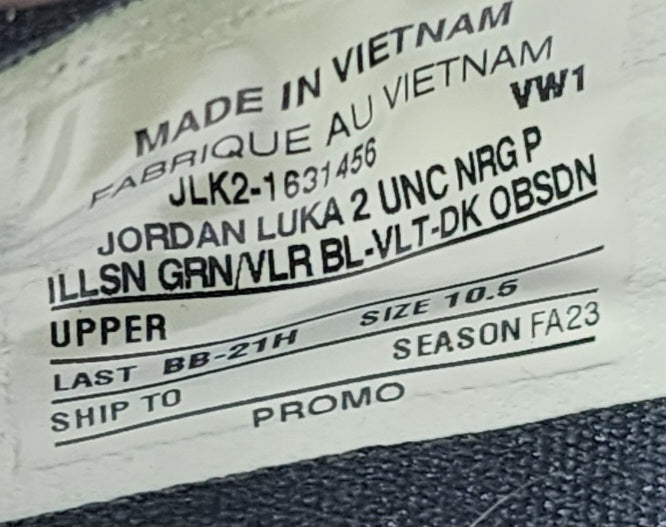 MADE IN VIETNAM
FABRIQUE AU VIETNAM
VW1
JLK2-1631456
JORDAN LUKA 2 UNC NRG P
ILLSN GRN/VLR BL-VLT-DK OBSDN
UPPER
LAST BB-21H SIZE 10.5
SHIP TO SEASON FA23
PROMO